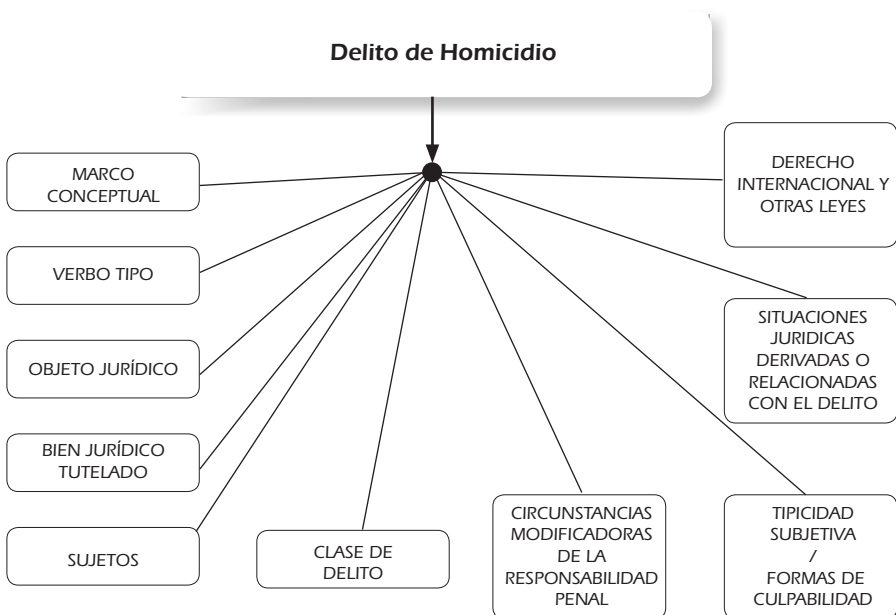 Delito de Homicidio
MARCO
CONCEPTUAL
VERBO TIPO
OBJETO JURÍDICO
BIEN JURÍDICO
TUTELADO
SUJETOS
CLASE DE
DELITO
CIRCUNSTANCIAS
MODIFICADORAS
DE LA
RESPONSABILIDAD
PENAL
TIPICIDAD
SUBJETIVA
/
FORMAS DE
CULPABILIDAD
SITUACIONES
JURIDICAS
DERIVADAS O
RELACIONADAS
CON EL DELITO
DERECHO
INTERNACIONAL Y
OTRAS LEYES